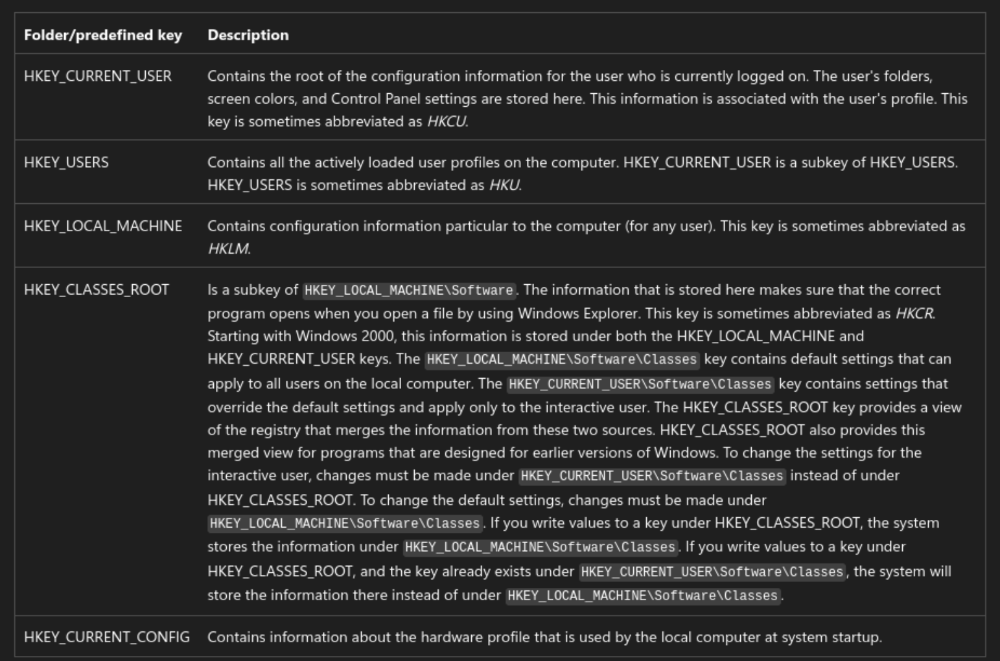 Folder/predefined key Description
HKEY_CURRENT_USER Contains the root of the configuration information for the user who is currently logged on. The user's folders,
screen colors, and Control Panel settings are stored here. This information is associated with the user's profile. This
key is sometimes abbreviated as HKCU.
HKEY_USERS Contains all the actively loaded user profiles on the computer. HKEY_CURRENT_USER is a subkey of HKEY_USERS.
HKEY_USERS is sometimes abbreviated as HKU.
HKEY_LOCAL_MACHINE Contains configuration information particular to the computer (for any user). This key is sometimes abbreviated as
HKLM.
HKEY_CLASSES_ROOT Is a subkey of HKEY_LOCAL_MACHINE\Software. The information that is stored here makes sure that the correct
program opens when you open a file by using Windows Explorer. This key is sometimes abbreviated as HKCR.
Starting with Windows 2000, this information is stored under both the HKEY_LOCAL_MACHINE and
HKEY_CURRENT_USER keys. The HKEY_LOCAL_MACHINE\Software\Classes key contains default settings that can
apply to all users on the local computer. The HKEY_CURRENT_USER\Software\Classes key contains settings that
override the default settings and apply only to the interactive user. The HKEY_CLASSES_ROOT key provides a view
of the registry that merges the information from these two sources. HKEY_CLASSES_ROOT also provides this
merged view for programs that are designed for earlier versions of Windows. To change the settings for the
interactive user, changes must be made under HKEY_CURRENT_USER\Software\Classes instead of under
HKEY_CLASSES_ROOT. To change the default settings, changes must be made under
HKEY_LOCAL_MACHINE\Software\Classes. If you write values to a key under HKEY_CLASSES_ROOT, the system
stores the information under HKEY_LOCAL_MACHINE\Software\Classes. If you write values to a key under
HKEY_CLASSES_ROOT, and the key already exists under HKEY_CURRENT_USER\Software\Classes, the system will
store the information there instead of under HKEY_LOCAL_MACHINE\Software\Classes.
HKEY_CURRENT_CONFIG Contains information about the hardware profile that is used by the local computer at system startup.